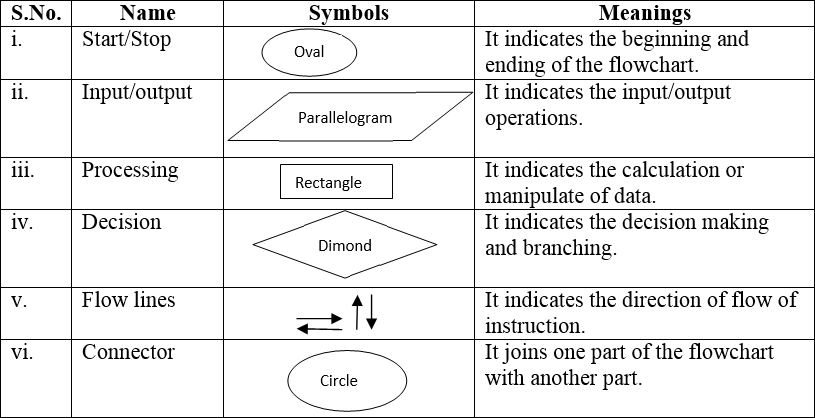 S.No. Name Symbols Meanings
i. Start/Stop Oval It indicates the beginning and
ending of the flowchart.
ii. Input/output Parallelogram It indicates the input/output
operations.
iii. Processing Rectangle It indicates the calculation or
manipulate of data.
iv. Decision Dimond It indicates the decision making
and branching.
v. Flow lines It indicates the direction of flow of
instruction.
vi. Connector Circle It joins one part of the flowchart
with another part.